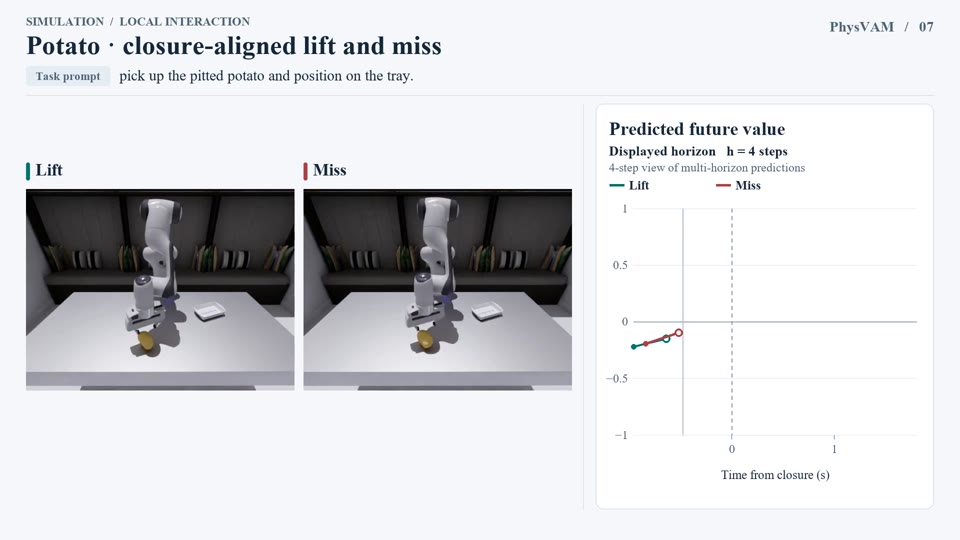 SIMULATION / LOCAL INTERACTION
PhysVAM / 07
Potato · closure-aligned lift and miss
Task prompt pick up the pitted potato and position on the tray.
Lift
Miss
Predicted future value
Displayed horizon h = 4 steps
4-step view of multi-horizon predictions
Lift Miss
1
0.5
0
−0.5
−1
0 1
Time from closure (s)